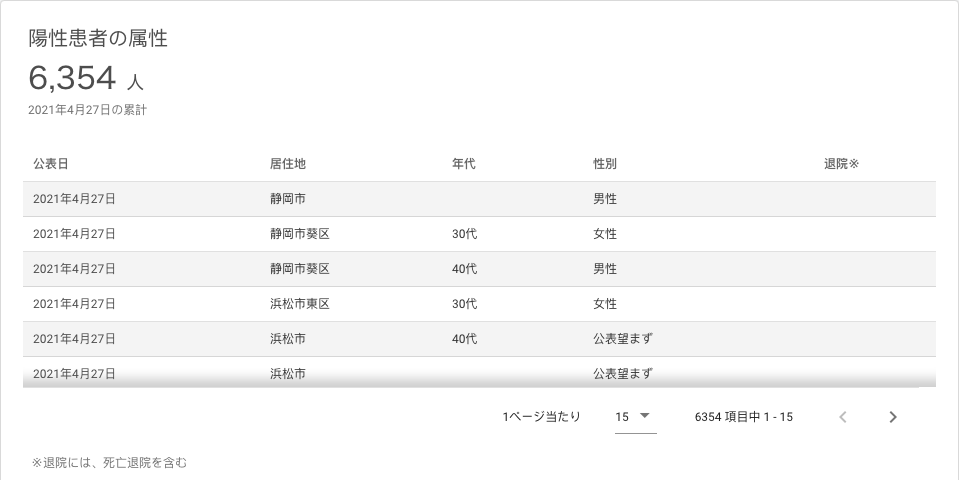 陽性患者の属性
6,354 人
2021年4月27日の累計
公表日 居住地 年代 性別 退院※
2021年4月27日 静岡市 男性
2021年4月27日 静岡市葵区 30代 女性
2021年4月27日 静岡市葵区 40代 男性
2021年4月27日 浜松市東区 30代 女性
2021年4月27日 浜松市 40代 公表望まず
2021年4月27日 浜松市 公表望まず
1ページ当たり 15 6354 項目中 1 - 15
※退院には、死亡退院を含む